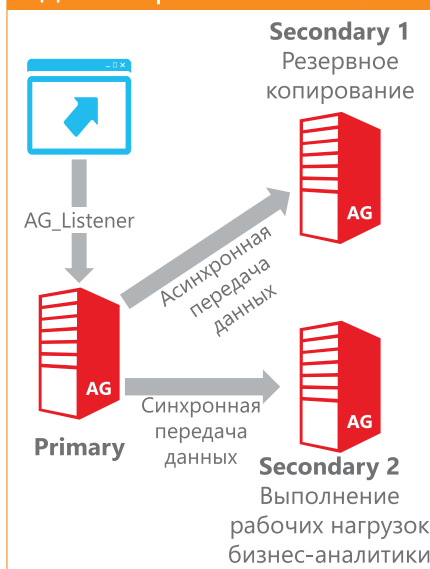 Secondary 1
Резервное
копирование
AG_Listener
AG
Асинхронная
передача
данных
AG
Primary
Синхронная
передача
данных
AG
Secondary 2
Выполнение
рабочих нагрузок
бизнес-аналитики